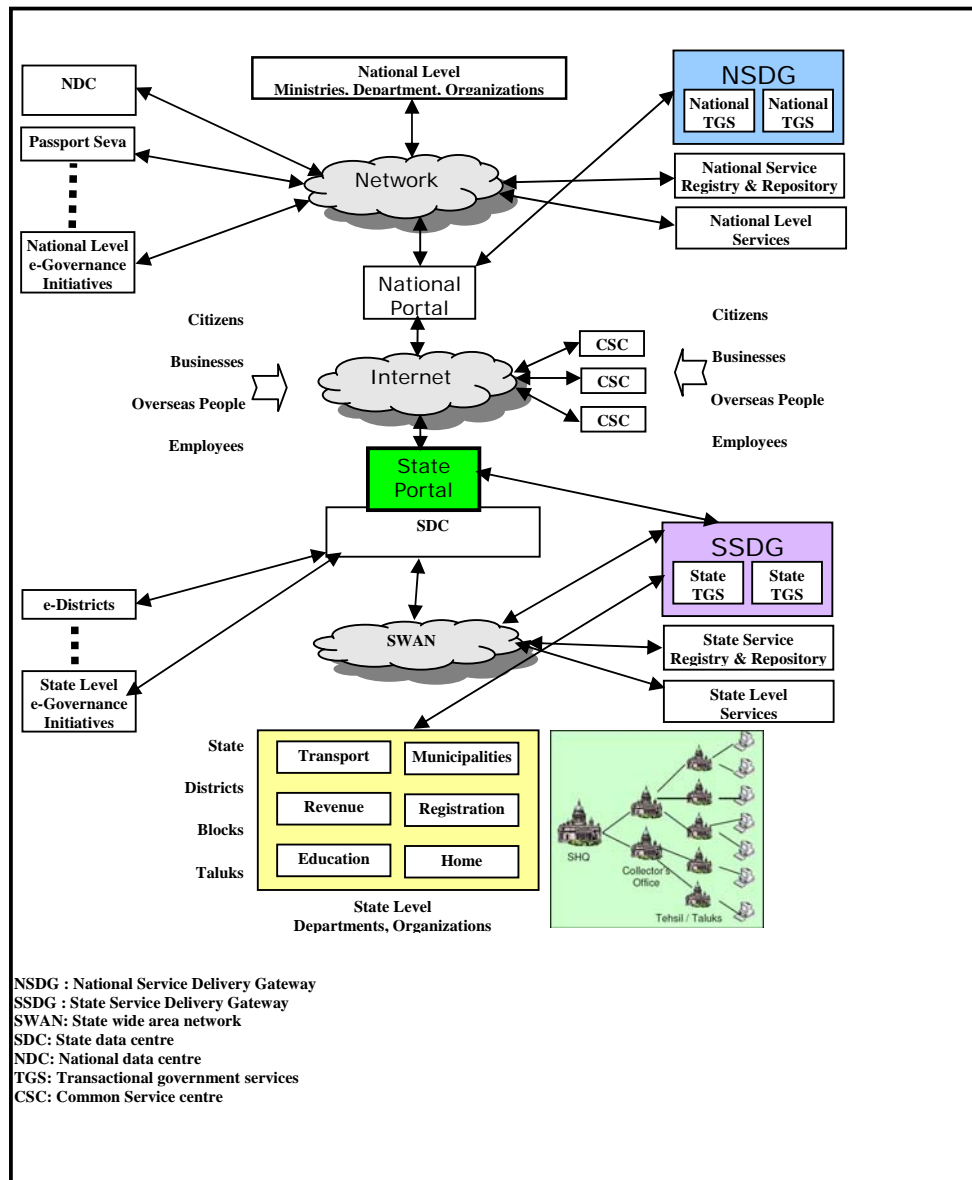 NDC
National Level
Ministries, Department, Organizations
NSDG
National
TGS
National
TGS
Passport Seva
Network
National Service
Registry & Repository
National Level
Services
National Level
e-Governance
Initiatives
National
Portal
Citizens
Businesses
Overseas People
Employees
Internet
CSC
CSC
CSC
Citizens
Businesses
Overseas People
Employees
State
Portal
SDC
SSDG
State
TGS
State
TGS
e-Districts
SWAN
State Service
Registry & Repository
State Level
e-Governance
Initiatives
State Level
Services
State
Districts
Blocks
Taluks
Transport
Municipalities
Revenue
Registration
Education
Home
State Level
Departments, Organizations
SHQ
Collector's
Office
Tehsil / Taluks
NSDG : National Service Delivery Gateway
SSDG : State Service Delivery Gateway
SWAN: State wide area network
SDC: State data centre
NDC: National data centre
TGS: Transactional government services
CSC: Common Service centre